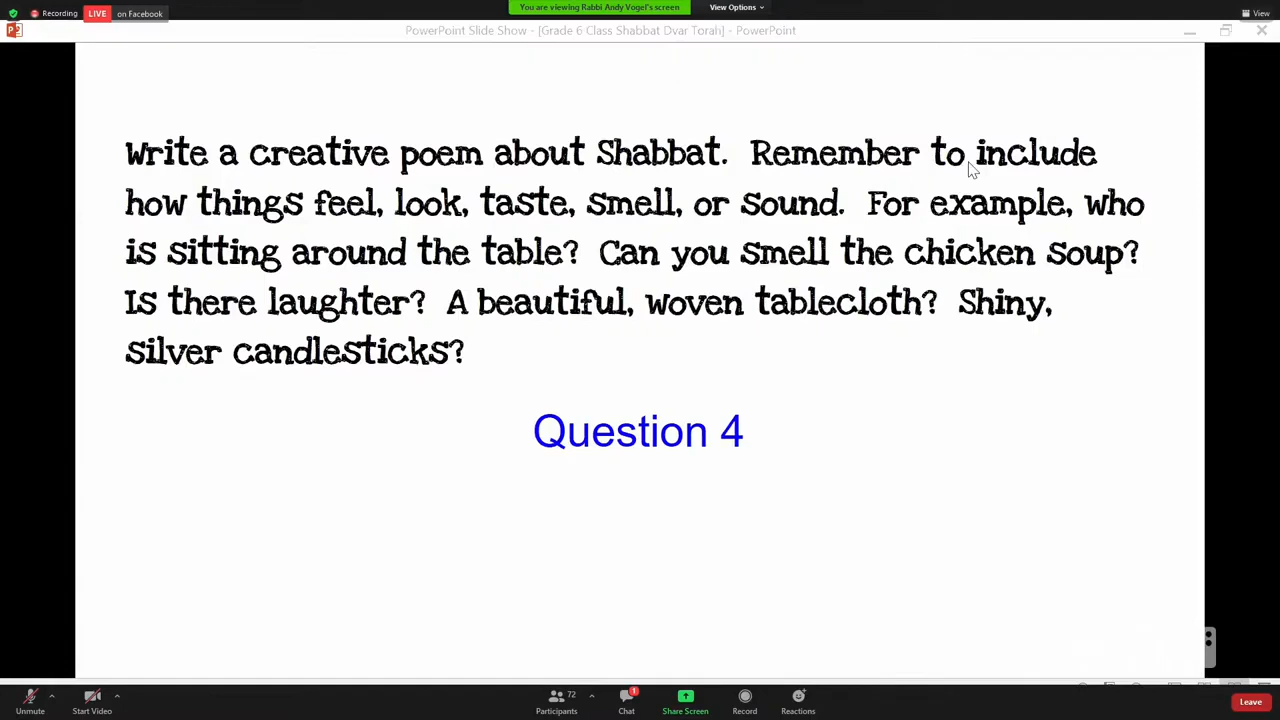 Recording LIVE on Facebook You are viewing Rabbi Andy Vogel's screen View Options View
PowerPoint Slide Show - [Grade 6 Class Shabbat Dvar Torah] - PowerPoint
Write a creative poem about Shabbat. Remember to include
how things feel, look, taste, smell, or sound. For example, who
is sitting around the table? Can you smell the chicken soup?
Is there laughter? A beautiful, woven tablecloth? Shiny,
silver candlesticks?
Question 4
72 1
Unmute Start Video Participants Chat Share Screen Record Reactions Leave